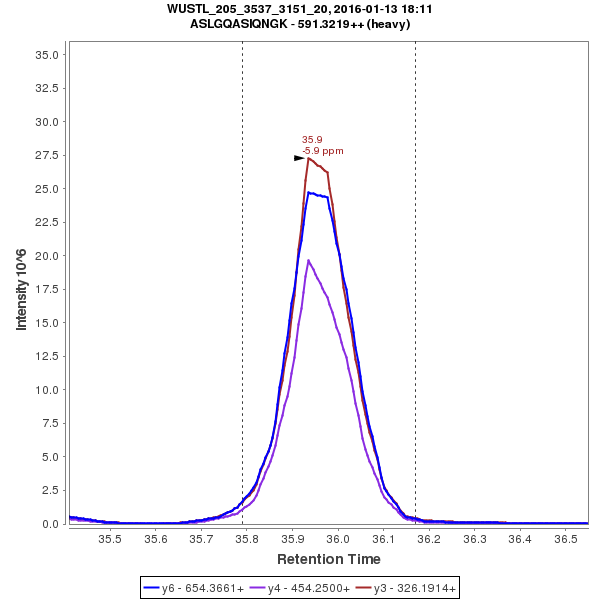 WUSTL_205_3537_3151_20, 2016-01-13 18:11
ASLGQASIQNGK - 591.3219++ (heavy)
35.0
32.5
30.0
27.5
25.0
22.5
20.0
17.5
15.0
12.5
10.0
7.5
5.0
2.5
0.0
Intensity 10^6
35.9
-5.9 ppm
35.5 35.6 35.7 35.8 35.9 36.0 36.1 36.2 36.3 36.4 36.5
Retention Time
y6 - 654.3661+ y4 - 454.2500+ y3 - 326.1914+